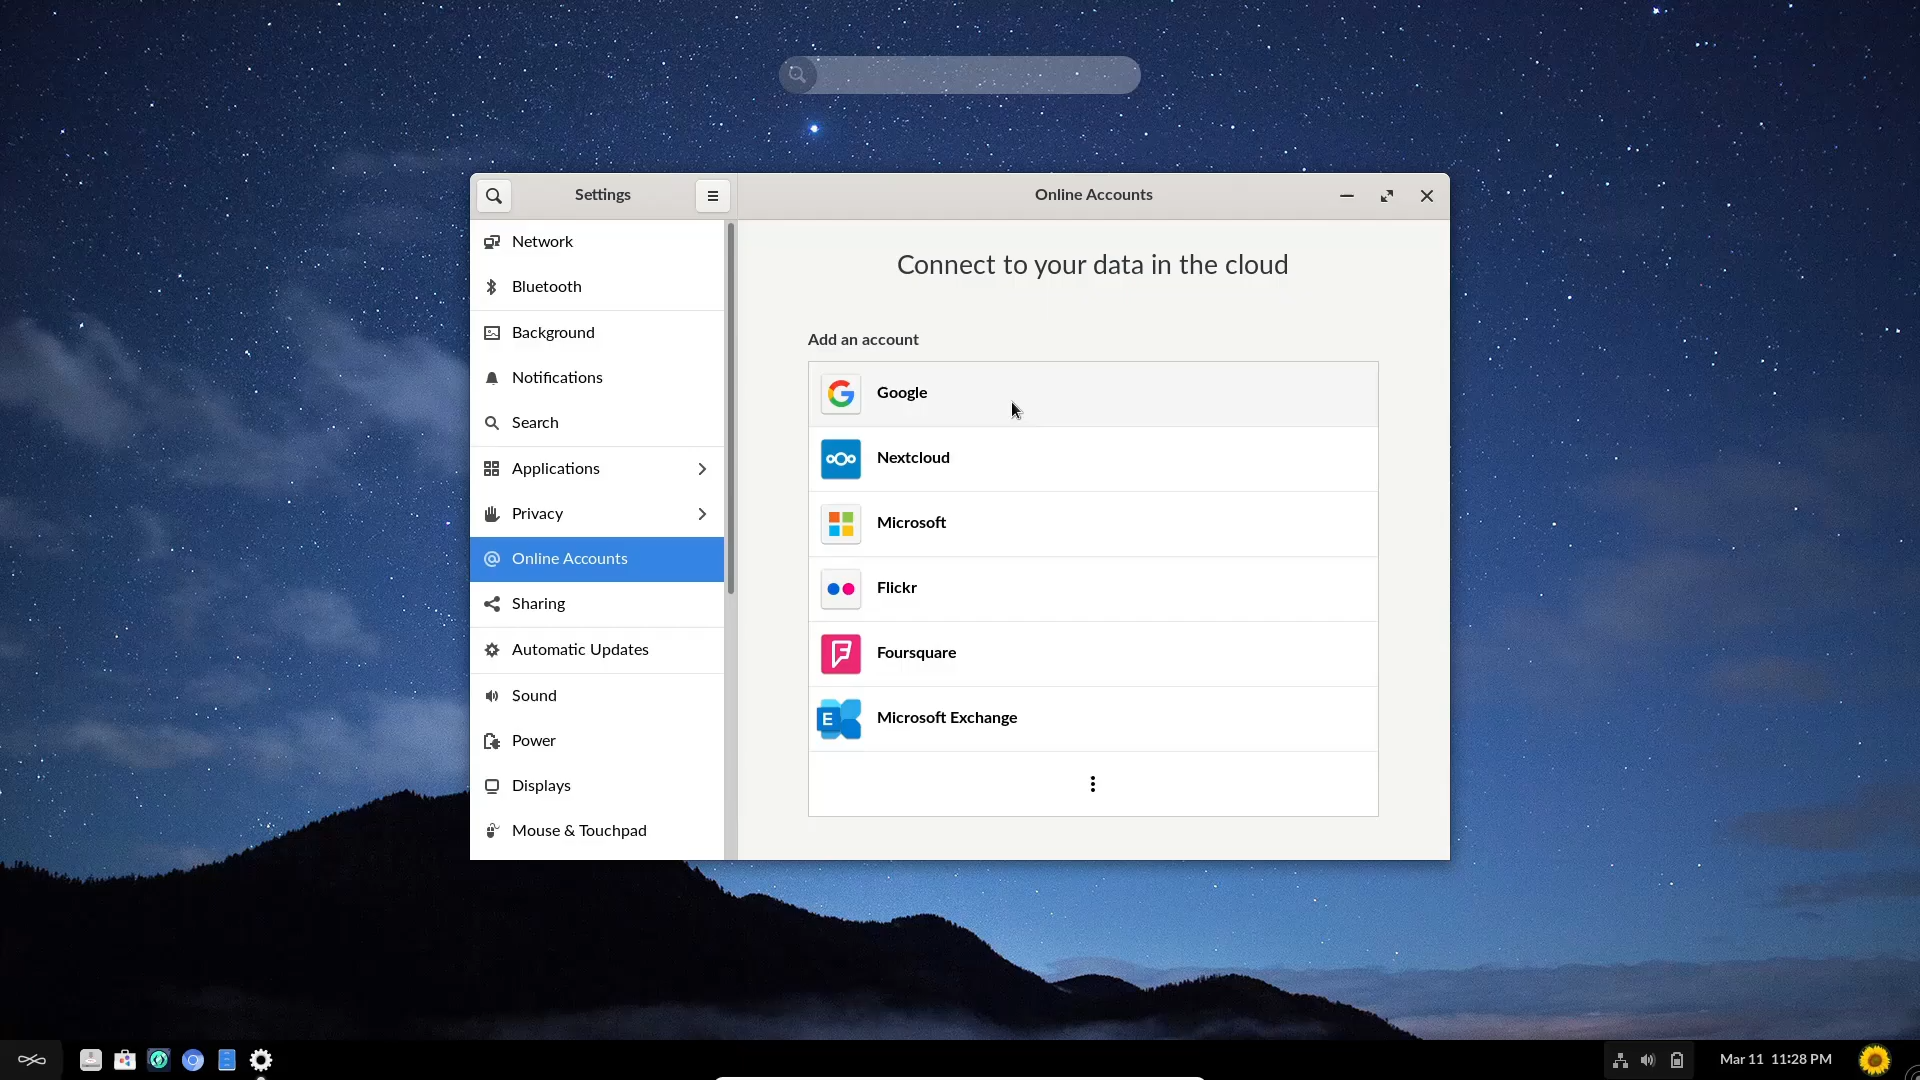 Settings
Online Accounts
Network
Bluetooth
Background
Notifications
Search
Applications
Privacy
Online Accounts
Sharing
Automatic Updates
Sound
Power
Displays
Mouse & Touchpad
Connect to your data in the cloud
Add an account
Google
Nextcloud
Microsoft
Flickr
Foursquare
E
Microsoft Exchange
Mar 11 11:28 PM